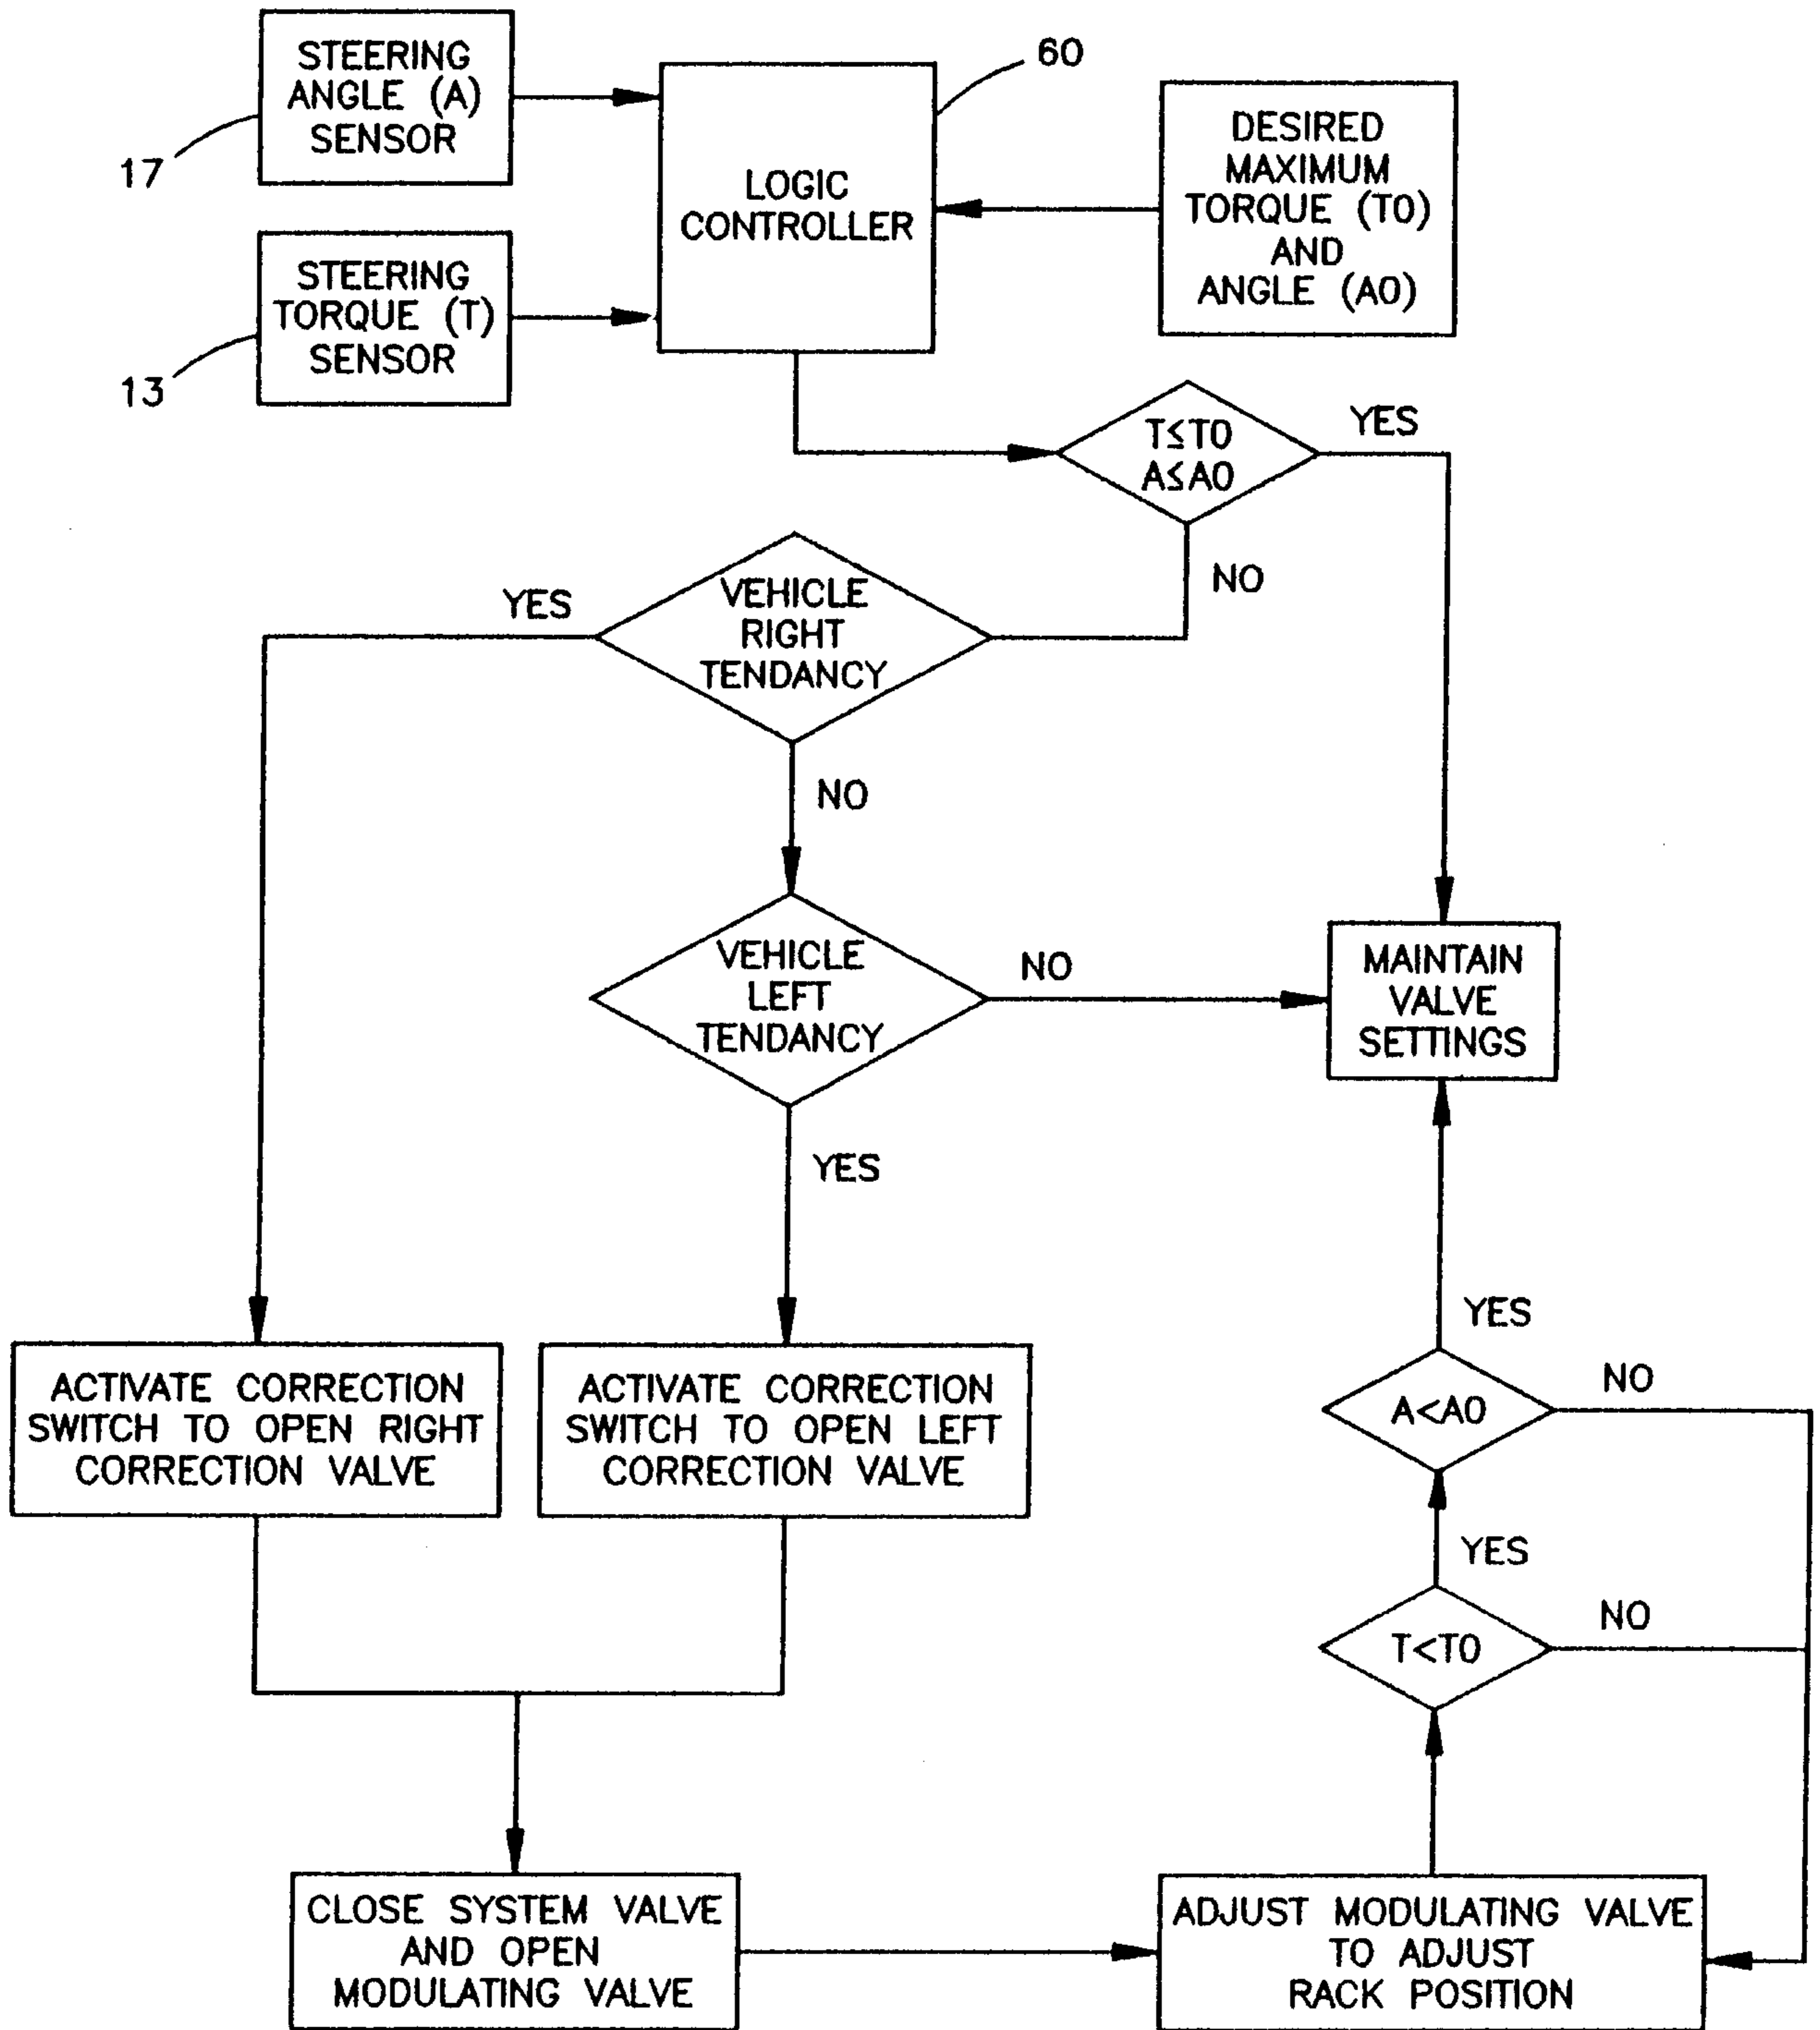 STEERING
ANGLE (A)
SENSOR
17
STEERING
TORQUE (T)
SENSOR
13
LOGIC
CONTROLLER
60
DESIRED
MAXIMUM
TORQUE (T0)
AND
ANGLE (A0)
T≤T0
A≤A0
YES
NO
VEHICLE
RIGHT
TENDANCY
YES
NO
VEHICLE
LEFT
TENDANCY
NO
YES
MAINTAIN
VALVE
SETTINGS
ACTIVATE CORRECTION
SWITCH TO OPEN RIGHT
CORRECTION VALVE
ACTIVATE CORRECTION
SWITCH TO OPEN LEFT
CORRECTION VALVE
YES
A<A0
NO
YES
T<T0
NO
CLOSE SYSTEM VALVE
AND OPEN
MODULATING VALVE
ADJUST MODULATING VALVE
TO ADJUST
RACK POSITION